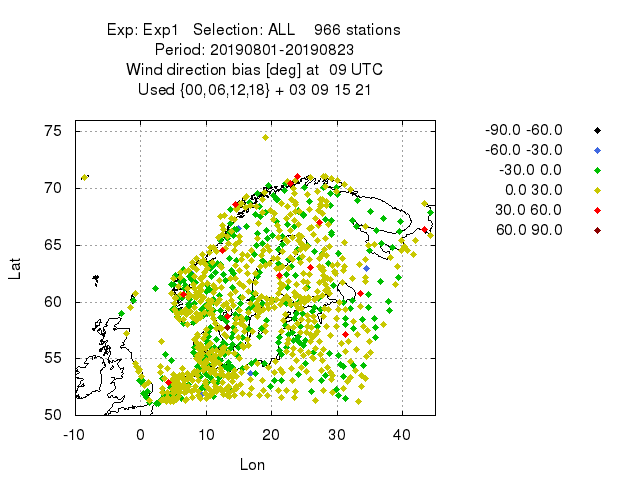 Exp: Exp1 Selection: ALL 966 stations
Period: 20190801-20190823
Wind direction bias [deg] at 09 UTC
Used {00,06,12,18} + 03 09 15 21
-90.0 -60.0
-60.0 -30.0
-30.0 0.0
0.0 30.0
30.0 60.0
60.0 90.0
75
70
65
60
55
50
Lat
-10 0 10 20 30 40
Lon